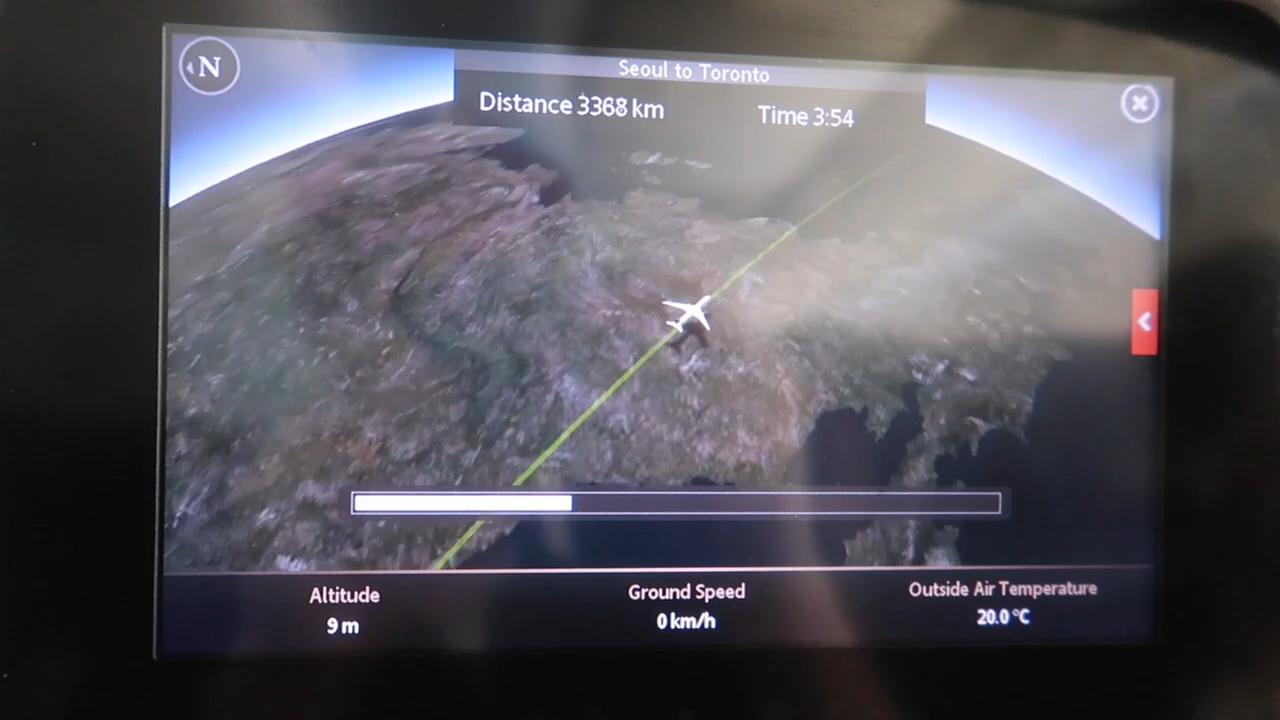 N
Seoul to Toronto
Distance 3368 km
Time 3:54
Altitude
9 m
Ground Speed
0 km/h
Outside Air Temperature
20.0 °C